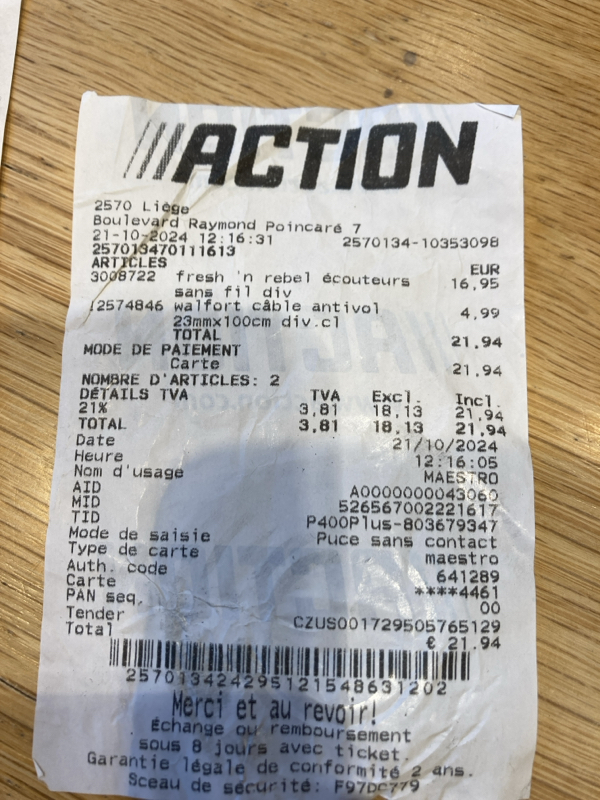 ACTION
2570 Liège
Boulevard Raymond Poincaré 7
21-10-2024 12:16:31 2570134-10353098
257013470111613
ARTICLES EUR
3008722 fresh 'n rebel écouteurs 16,95
sans fil div
2574846 walfort câble antivol 4,99
23mmx100cm div.cl
TOTAL 21,94
MODE DE PAIEMENT
Carte 21,94
NOMBRE D'ARTICLES: 2
DÉTAILS TVA TVA Excl. Incl.
21% 3,81 18,13 21,94
TOTAL 3,81 18,13 21,94
Date 21/10/2024
Heure 12:16:05
Nom d'usage MAESTRO
AID A0000000043060
MID 526567002221617
TID P400Plus-803679347
Mode de saisie Puce sans contact
Type de carte maestro
Auth. code 641289
Carte ****4461
PAN seq. 00
Tender CZUS001729505765129
Total € 21.94
257013424295121548631202
Merci et au revoir!
Échange ou remboursement
sous 8 jours avec ticket.
Garantie légale de conformité 2 ans.
Sceau de sécurité: F97DC779